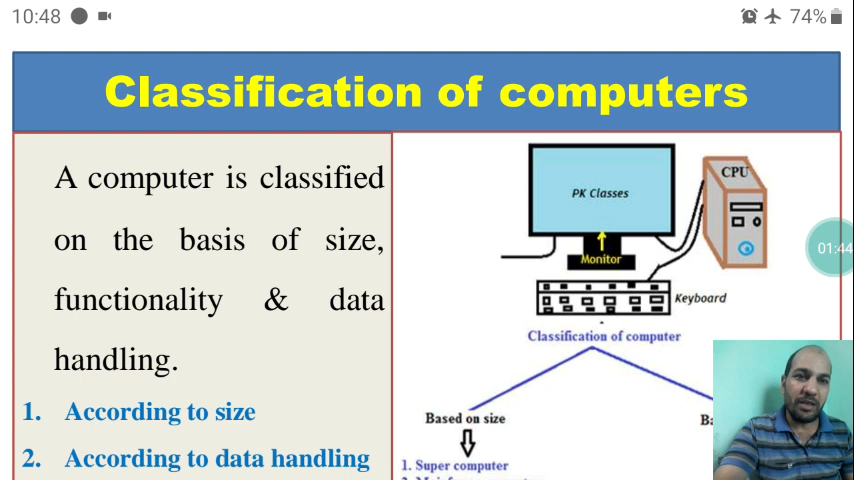 10:48
74%
Classification of computers
A computer is classified
on the basis of size,
functionality & data
handling.
1. According to size
2. According to data handling
CPU
PK Classes
Monitor
Keyboard
01:44
Classification of computer
Based on size
1. Super computer